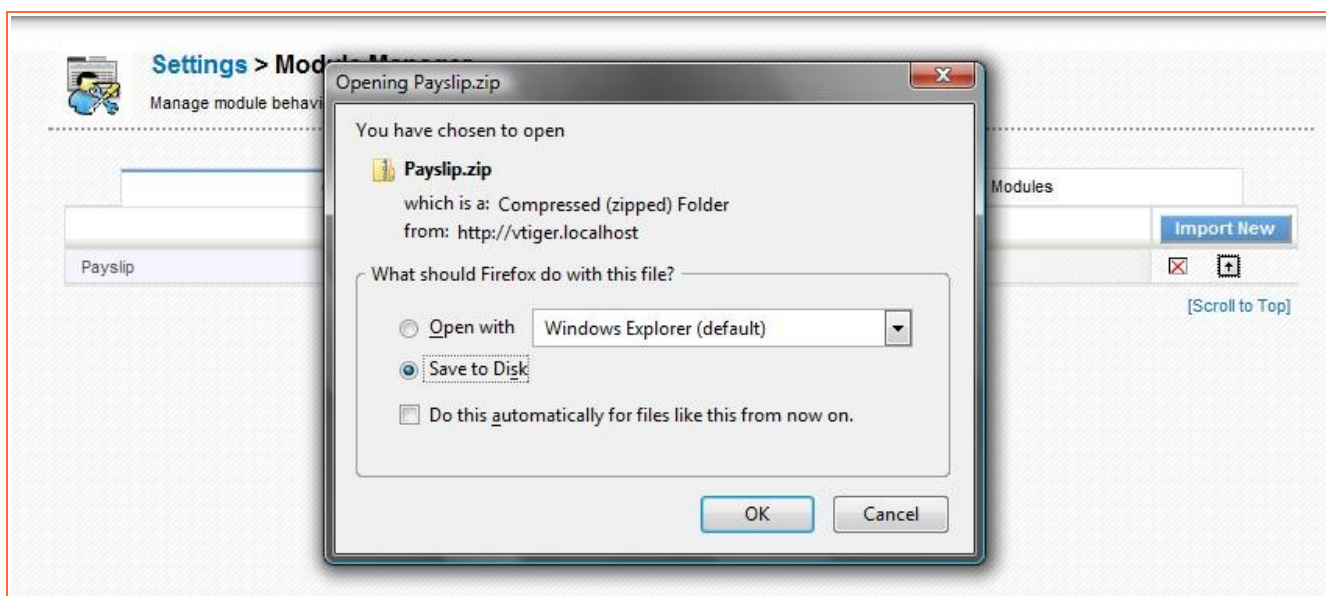 Settings > Mod
Manage module behavi
Opening Payslip.zip
You have chosen to open
Payslip.zip
which is a: Compressed (zipped) Folder
from: http://vtiger.localhost
What should Firefox do with this file?
Open with Windows Explorer (default)
Save to Disk
Do this automatically for files like this from now on.
OK Cancel
Modules
Import New
Payslip
[Scroll to Top]